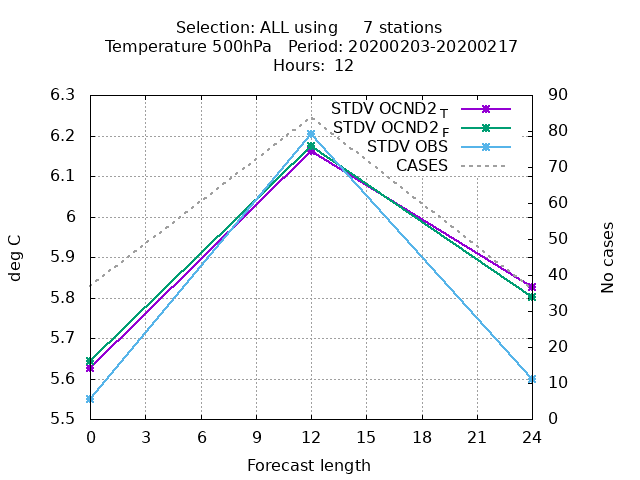 Selection: ALL using     7 stations
Temperature 500hPa   Period: 20200203-20200217
Hours: 12
STDV OCND2 T
STDV OCND2 F
STDV OBS
CASES
deg C
No cases
6.3
6.2
6.1
6
5.9
5.8
5.7
5.6
5.5
90
80
70
60
50
40
30
20
10
0
0 3 6 9 12 15 18 21 24
Forecast length